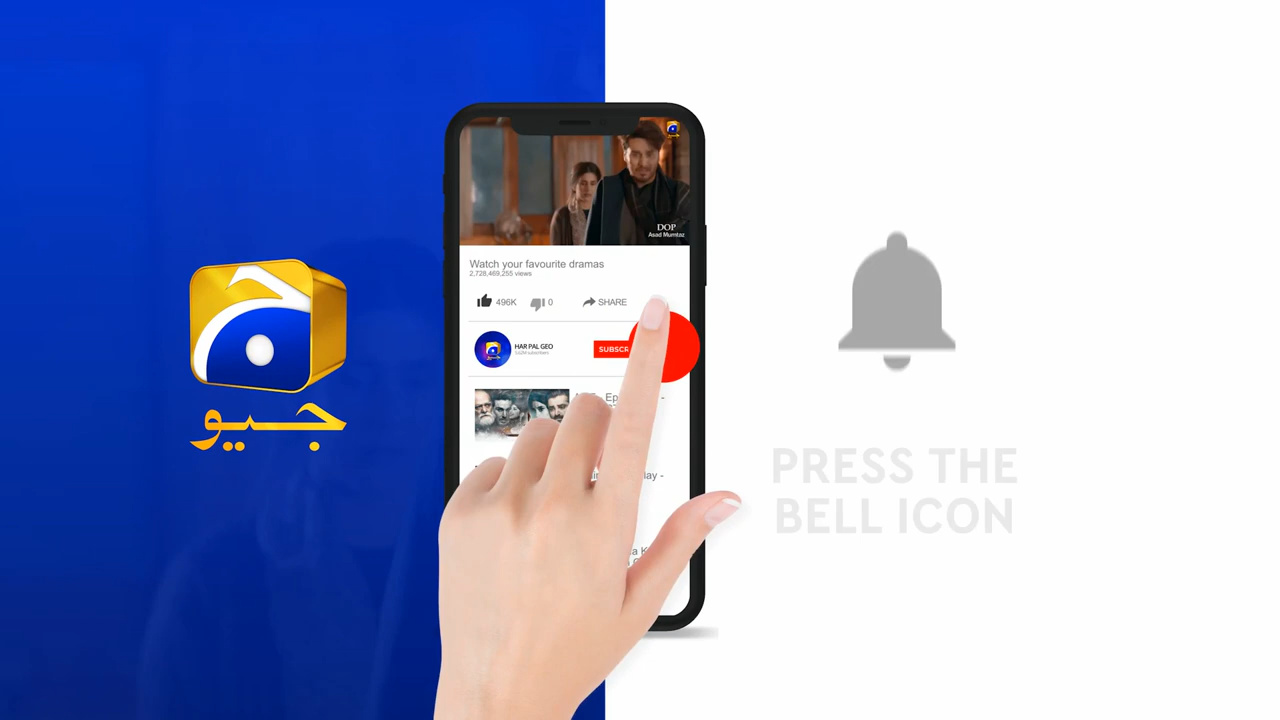 جیو
DOP
Asad Mumtaz
Watch your favourite dramas
2,728,469,255 views
496K
0
SHARE
HAR PAL GEO
SUBSCR
PRESS THE
BELL ICON